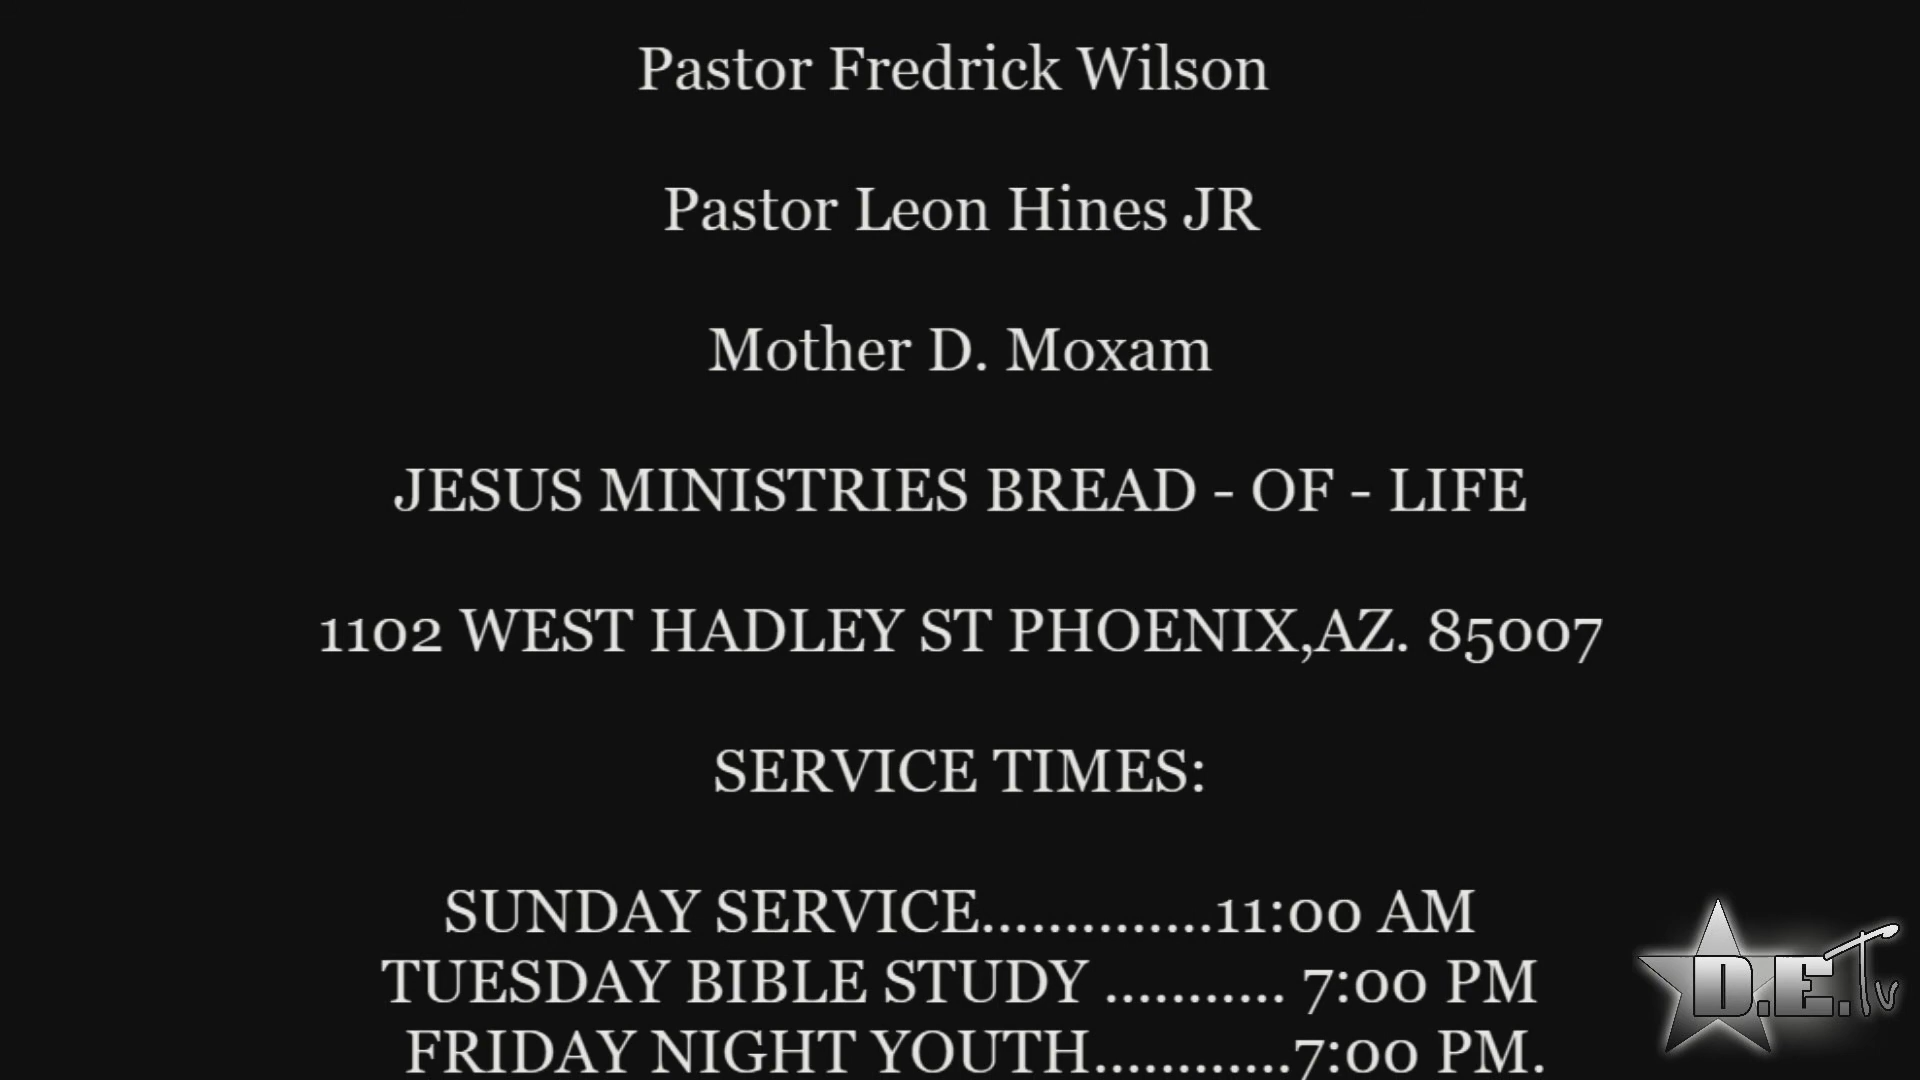 Pastor Fredrick Wilson
Pastor Leon Hines JR
Mother D. Moxam
JESUS MINISTRIES BREAD - OF - LIFE
1102 WEST HADLEY ST PHOENIX,AZ. 85007
SERVICE TIMES:
SUNDAY SERVICE..............11:00 AM
TUESDAY BIBLE STUDY ........... 7:00 PM
FRIDAY NIGHT YOUTH............7:00 PM.
D.E.Tv